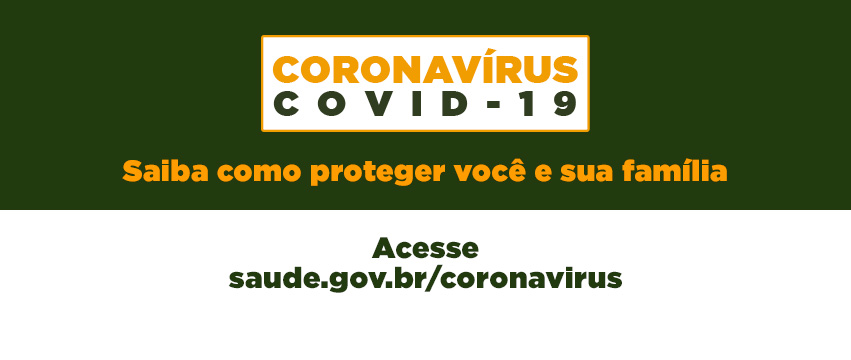 CORONAVÍRUS
COVID-19
Saiba como proteger você e sua família
Acesse
saude.gov.br/coronavirus